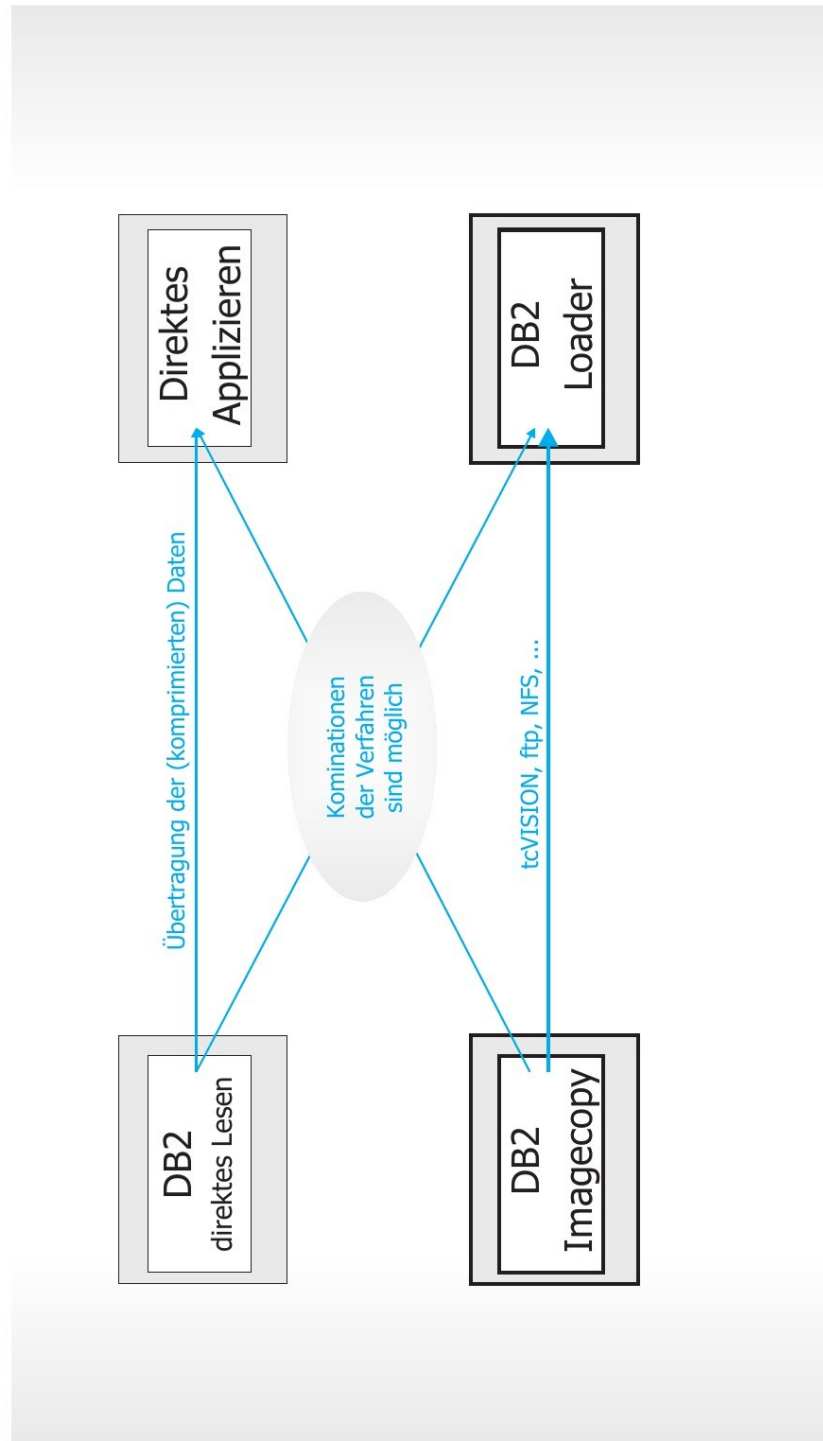 DB2
direktes Lesen
Übertragung der (komprimierten) Daten
Direktes
Applizieren
Kominationen
der Verfahren
sind möglich
DB2
Imagecopy
tcVISION, ftp, NFS, ...
DB2
Loader